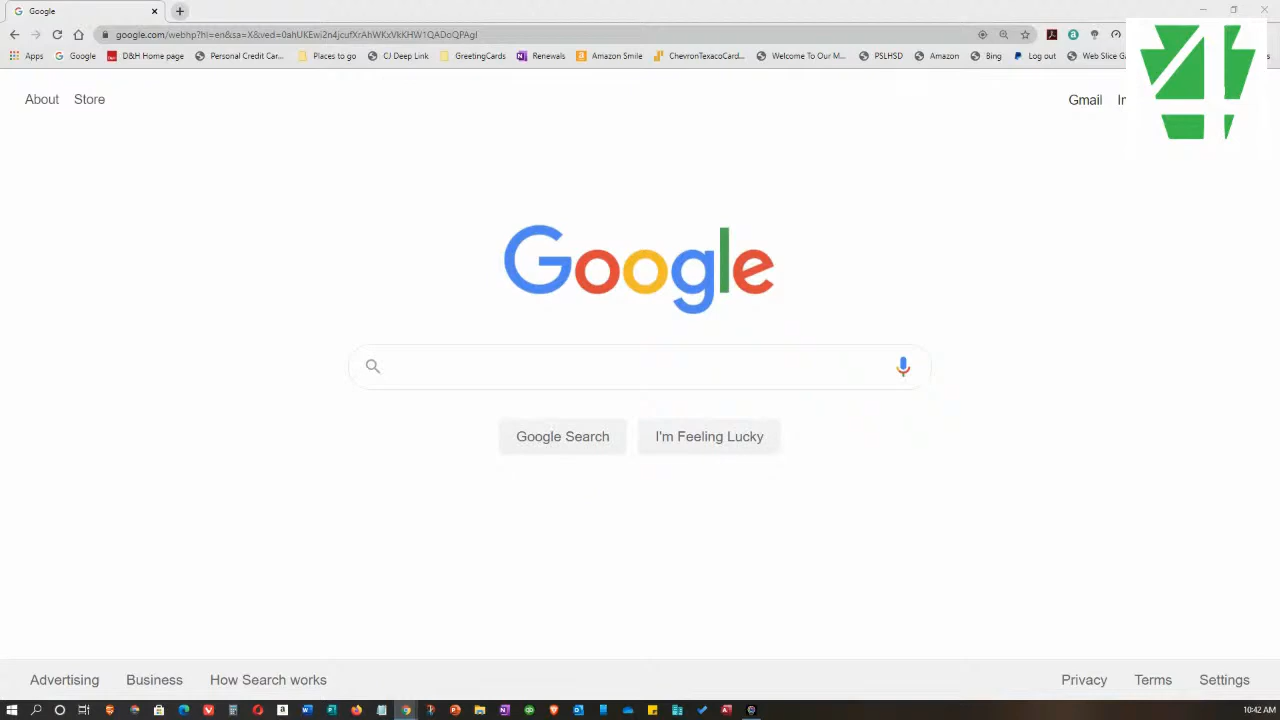 Google
google.com/webhp?hl=en&sa=X&ved=0ahUKEwi2n4jcufXrAhWKxVkKHW1QADcQPAgI
Apps Google D&H Home page Personal Credit Car... Places to go CJ Deep Link GreetingCards Renewals Amazon Smile ChevronTexacoCard... Welcome To Our M... PSLHSD Amazon Bing Log out Web Slice G
About Store Gmail
4
Google
Google Search I'm Feeling Lucky
Advertising Business How Search works Privacy Terms Settings
10:42 AM